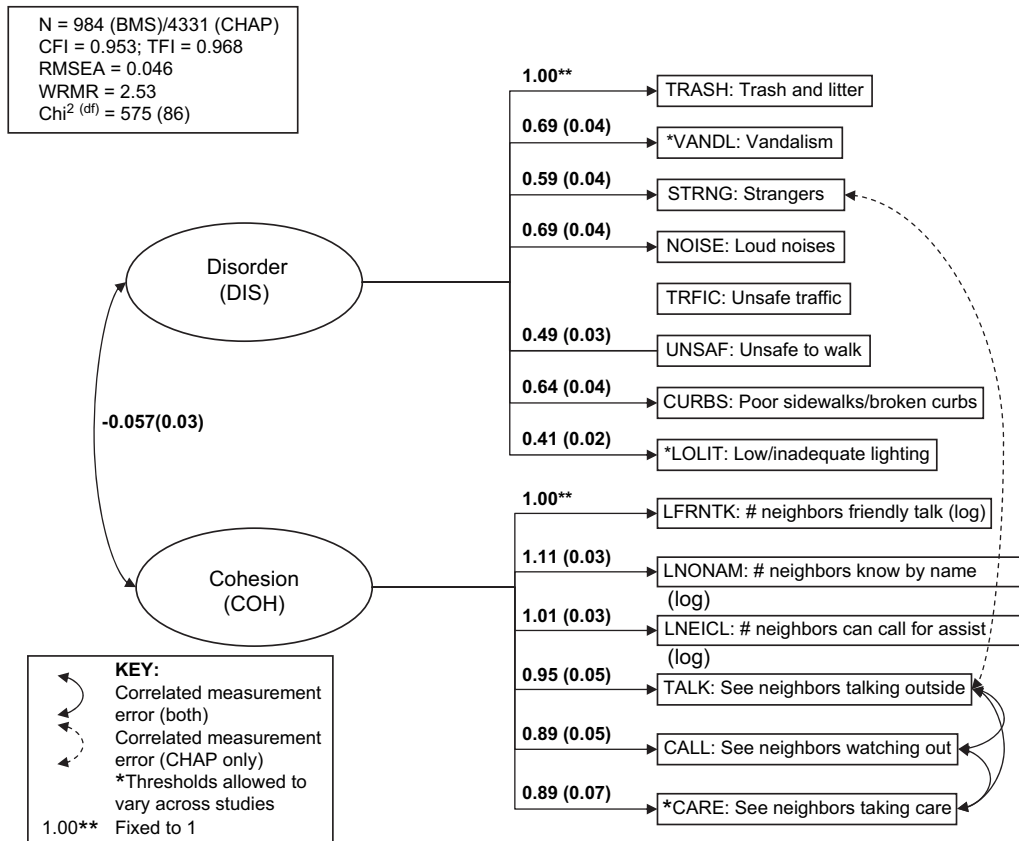 N = 984 (BMS)/4331 (CHAP)
CFI = 0.953; TFI = 0.968
RMSEA = 0.046
WRMR = 2.53
Chi2 (df) = 575 (86)
Disorder
(DIS)
-0.057(0.03)
Cohesion
(COH)
1.00**
TRASH: Trash and litter
0.69 (0.04)
*VANDL: Vandalism
0.59 (0.04)
STRNG: Strangers
0.69 (0.04)
NOISE: Loud noises
TRFIC: Unsafe traffic
0.49 (0.03)
UNSAF: Unsafe to walk
0.64 (0.04)
CURBS: Poor sidewalks/broken curbs
0.41 (0.02)
*LOLIT: Low/inadequate lighting
1.00**
LFRNTK: # neighbors friendly talk (log)
1.11 (0.03)
LNONAM: # neighbors know by name
(log)
1.01 (0.03)
LNEICL: # neighbors can call for assist
(log)
0.95 (0.05)
TALK: See neighbors talking outside
0.89 (0.05)
CALL: See neighbors watching out
0.89 (0.07)
*CARE: See neighbors taking care
KEY:
Correlated measurement
error (both)
Correlated measurement
error (CHAP only)
*Thresholds allowed to
vary across studies
1.00** Fixed to 1